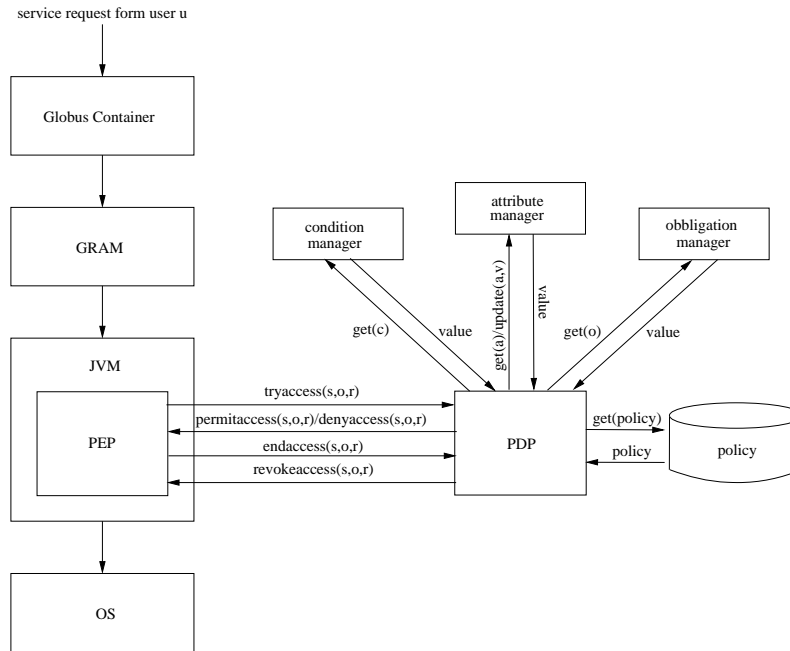 service request form user u
Globus Container
GRAM
JVM
PEP
OS
condition
manager
attribute
manager
obbligation
manager
get(c)
value
get(a)/update(a,v)
value
get(o)
value
tryaccess(s,o,r)
permitaccess(s,o,r)/denyaccess(s,o,r)
endaccess(s,o,r)
revokeaccess(s,o,r)
PDP
get(policy)
policy
policy